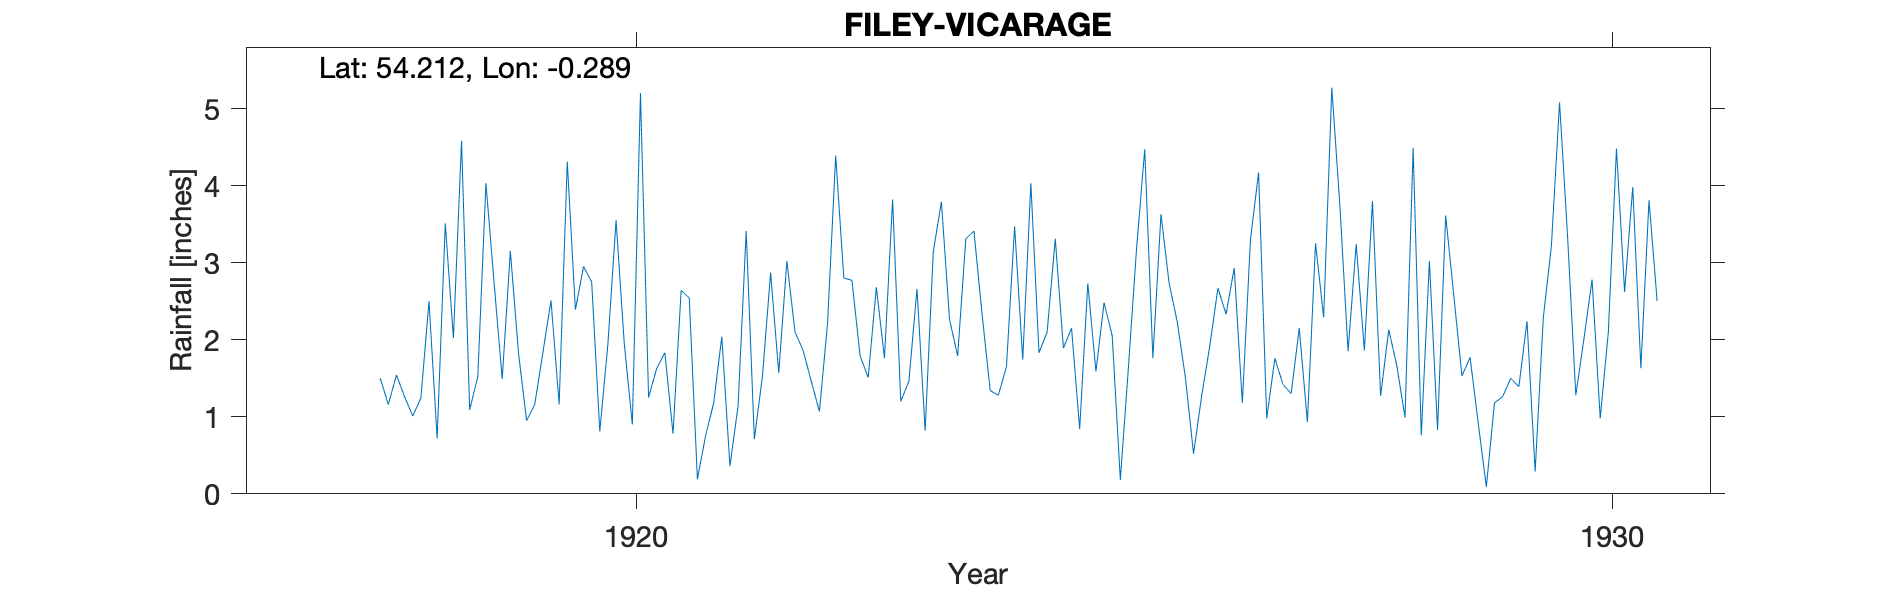 FILEY-VICARAGE
Lat: 54.212, Lon: -0.289
5
4
3
2
1
0
Rainfall [inches]
1920
1930
Year